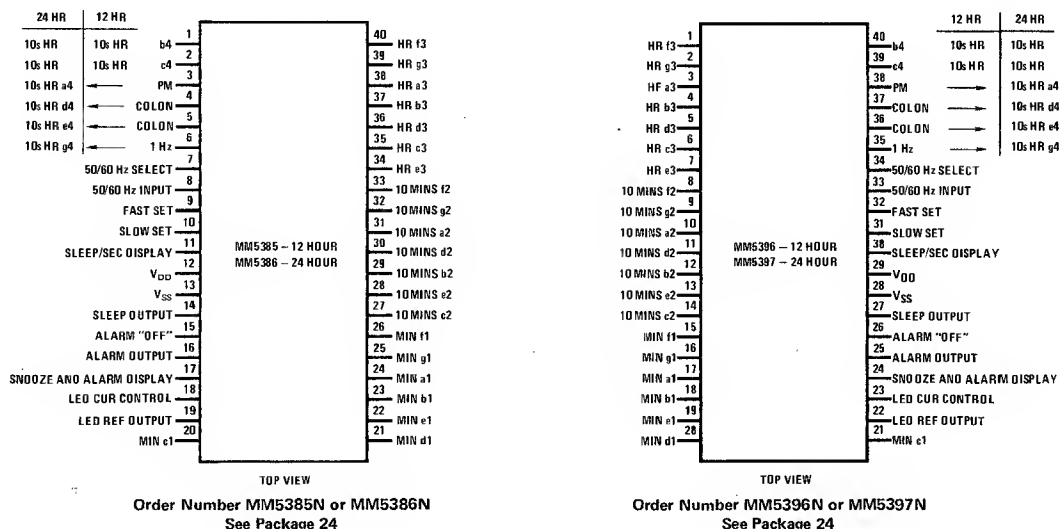 24 HR 12 HR
10s HR 10s HR b4 1
10s HR 10s HR c4 2
10s HR a4 PM 3
10s HR d4 COLON 4
10s HR e4 COLON 5
10s HR g4 1 Hz 6
50/60 Hz SELECT 7
50/60 Hz INPUT 8
FAST SET 9
SLOW SET 10
SLEEP/SEC DISPLAY 11
VDD 12
VSS 13
SLEEP OUTPUT 14
ALARM "OFF" 15
ALARM OUTPUT 16
SNOOZE ANO ALARM DISPLAY 17
LEO CUR CONTROL 18
LEO REF OUTPUT 19
MIN c1 20
MM5385 – 12 HOUR
MM5386 – 24 HOUR
40 HR f3
39 HR g3
38 HR a3
37 HR b3
36 HR d3
35 HR c3
34 HR e3
33 10 MINS f2
32 10 MINS g2
31 10 MINS a2
30 10 MINS d2
29 10 MINS b2
28 10 MINS e2
27 10 MINS c2
26 MIN f1
25 MIN g1
24 MIN a1
23 MIN b1
22 MIN e1
21 MIN d1
TOP VIEW
Order Number MM5385N or MM5386N
See Package 24
HR f3 1
HR g3 2
HF a3 3
HR b3 4
HR d3 5
HR c3 6
HR e3 7
10 MINS f2 8
10 MINS g2 9
10 MINS a2 10
10 MINS d2 11
10 MINS b2 12
10 MINS e2 13
10 MINS c2 14
MIN f1 15
MIN g1 16
MIN a1 17
MIN b1 18
MIN e1 19
MIN d1 28
MM5396 – 12 HOUR
MM5397 – 24 HOUR
12 HR 24 HR
40 b4 10s HR 10s HR
39 c4 10s HR 10s HR
38 PM 10s HR a4
37 COLON 10s HR d4
36 COLON 10s HR e4
35 1 Hz 10s HR g4
34 50/60 Hz SELECT
33 50/60 Hz INPUT
32 FAST SET
31 SLOW SET
38 SLEEP/SEC DISPLAY
29 VDD
28 VSS
27 SLEEP OUTPUT
26 ALARM "OFF"
25 ALARM OUTPUT
24 SNOOZE ANO ALARM DISPLAY
23 LEO CUR CONTROL
22 LEO REF OUTPUT
21 MIN c1
TOP VIEW
Order Number MM5396N or MM5397N
See Package 24